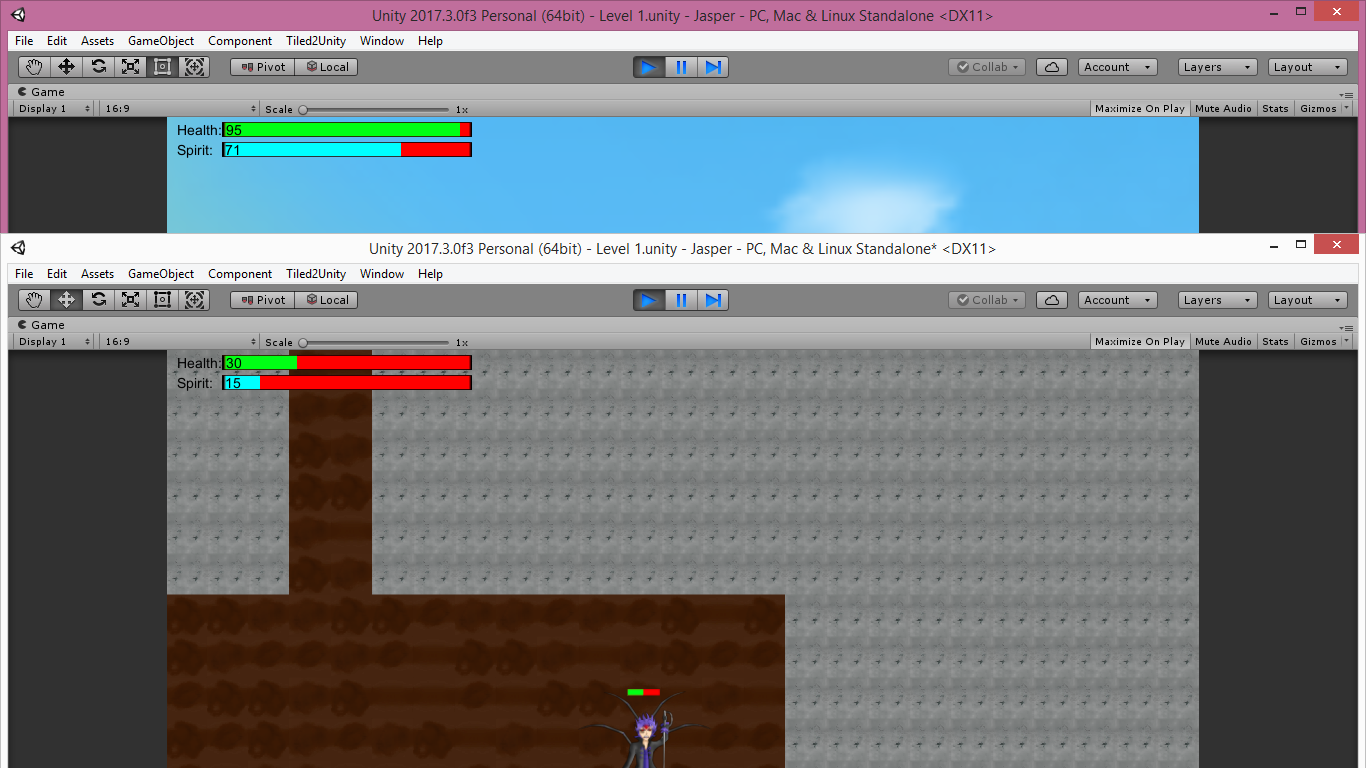 Unity 2017.3.0f3 Personal (64bit) - Level 1.unity - Jasper - PC, Mac & Linux Standalone <DX11>
File Edit Assets GameObject Component Tiled2Unity Window Help
Pivot Local Collab Account Layers Layout
Game
Display 1 16:9 Scale 1x Maximize On Play Mute Audio Stats Gizmos
Health: 95
Spirit: 71
Unity 2017.3.0f3 Personal (64bit) - Level 1.unity - Jasper - PC, Mac & Linux Standalone* <DX11>
File Edit Assets GameObject Component Tiled2Unity Window Help
Pivot Local Collab Account Layers Layout
Game
Display 1 16:9 Scale 1x Maximize On Play Mute Audio Stats Gizmos
Health: 30
Spirit: 15